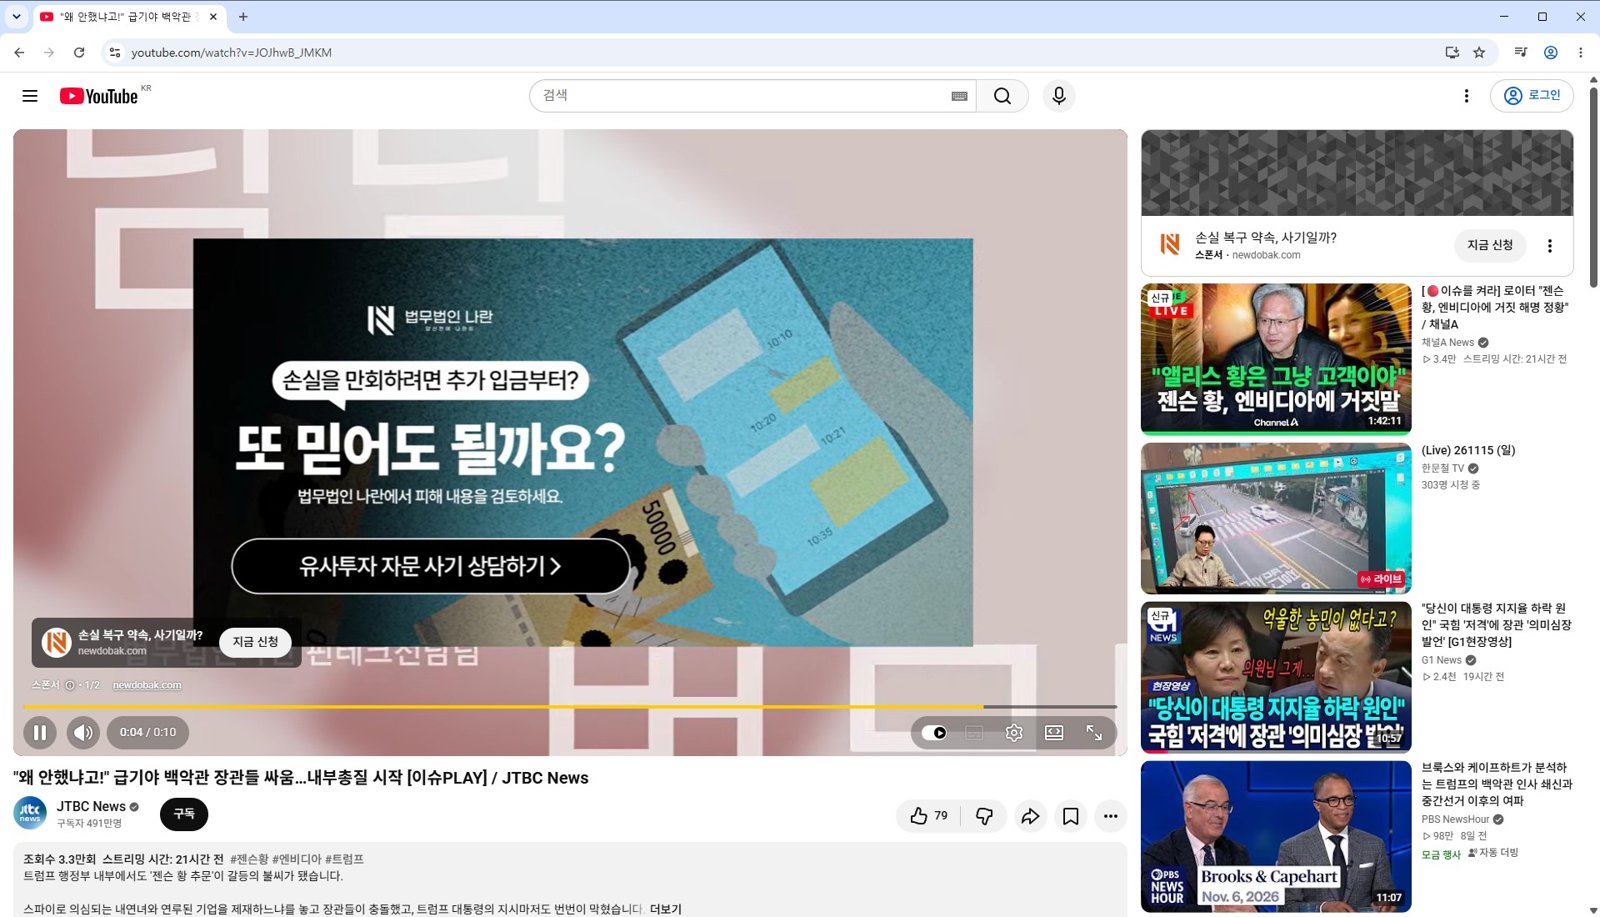 "왜 안했냐고!" 급기야 백악관
youtube.com/watch?v=JOJhwB_JMKM
YouTube KR
검색
로그인
법무법인 나란
손실을 만회하려면 추가 입금부터?
또 믿어도 될까요?
법무법인 나란에서 피해 내용을 검토하세요.
유사투자 자문 사기 상담하기 >
10:10
10:20
10:21
10:35
50000
손실 복구 약속, 사기일까?
newdobak.com
지금 신청
스폰서 · 1/2 newdobak.com
0:04 / 0:10
"왜 안했냐고!" 급기야 백악관 장관들 싸움...내부총질 시작 [이슈PLAY] / JTBC News
jtbc news
JTBC News
구독자 491만명
구독
79
조회수 3.3만회 스트리밍 시간: 21시간 전 #젠슨황 #엔비디아 #트럼프
트럼프 행정부 내부에서도 '젠슨 황 추문'이 갈등의 불씨가 됐습니다.
스파이로 의심되는 내연녀와 연루된 기업을 제재하느냐를 놓고 장관들이 충돌했고, 트럼프 대통령의 지시마저도 번번이 막혔습니다. 더보기
손실 복구 약속, 사기일까?
스폰서 · newdobak.com
지금 신청
신규
LIVE
"앨리스 황은 그냥 고객이야"
젠슨 황, 엔비디아에 거짓말
Channel A
1:42:11
[🔴이슈를 켜라] 로이터 "젠슨
황, 엔비디아에 거짓 해명 정황"
/ 채널A
채널A News
3.4만 스트리밍 시간: 21시간 전
라이브
(Live) 261115 (일)
한문철 TV
303명 시청 중
신규
G1
NEWS
억울한 농민이 없다고?
의원님 그게...
현장영상
"당신이 대통령 지지율 하락 원인"
국힘 '저격'에 장관 '의미심장 발언'
10:57
"당신이 대통령 지지율 하락 원
인" 국힘 '저격'에 장관 '의미심장
발언' [G1현장영상]
G1 News
2.4천 19시간 전
PBS
NEWS
HOUR
Brooks & Capehart
Nov. 6, 2026
11:07
브룩스와 케이프하트가 분석하
는 트럼프의 백악관 인사 쇄신과
중간선거 이후의 여파
PBS NewsHour
98만 8일 전
모금 행사 자동 더빙